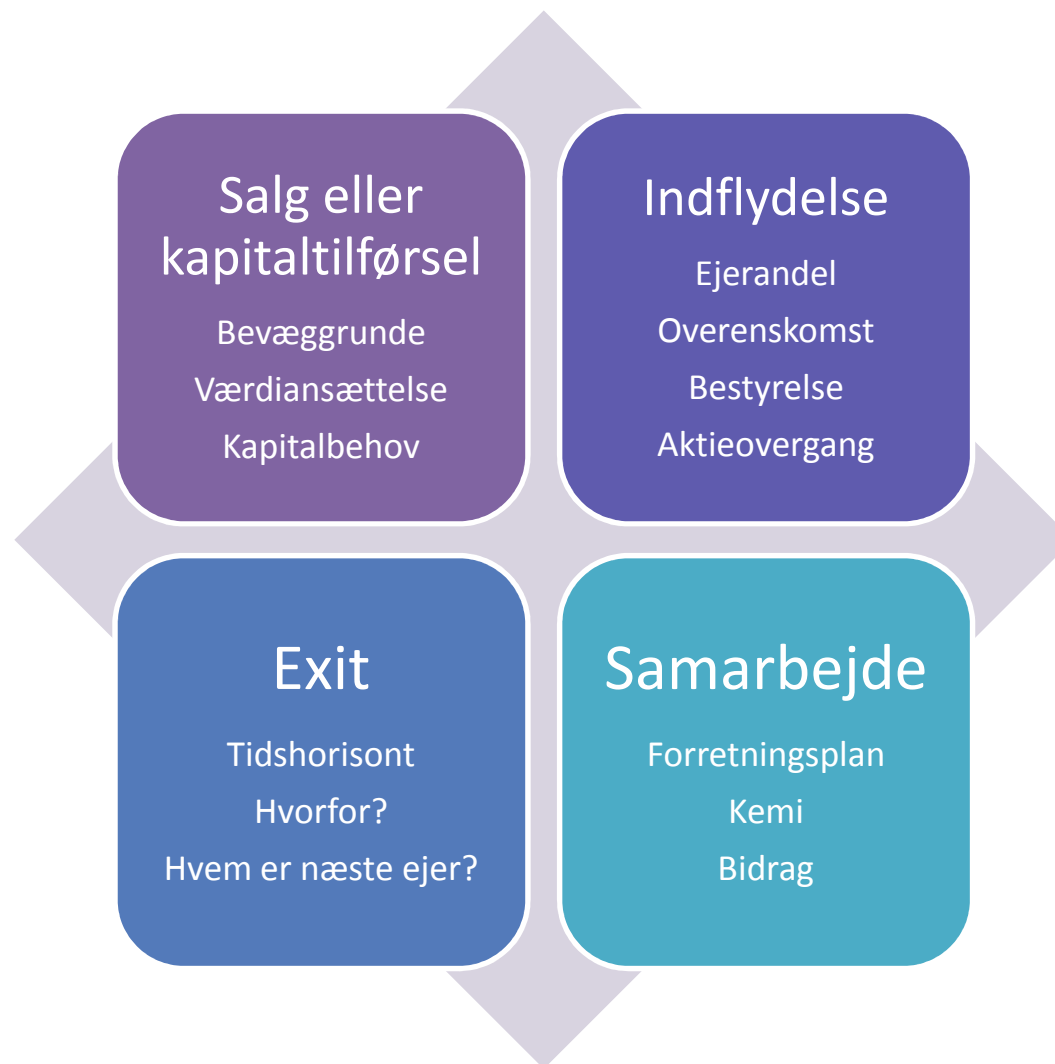 Salg eller
kapitaltilførsel
Bevæggrunde
Værdiansættelse
Kapitalbehov
Indflydelse
Ejerandel
Overenskomst
Bestyrelse
Aktieovergang
Exit
Tidshorisont
Hvorfor?
Hvem er næste ejer?
Samarbejde
Forretningsplan
Kemi
Bidrag